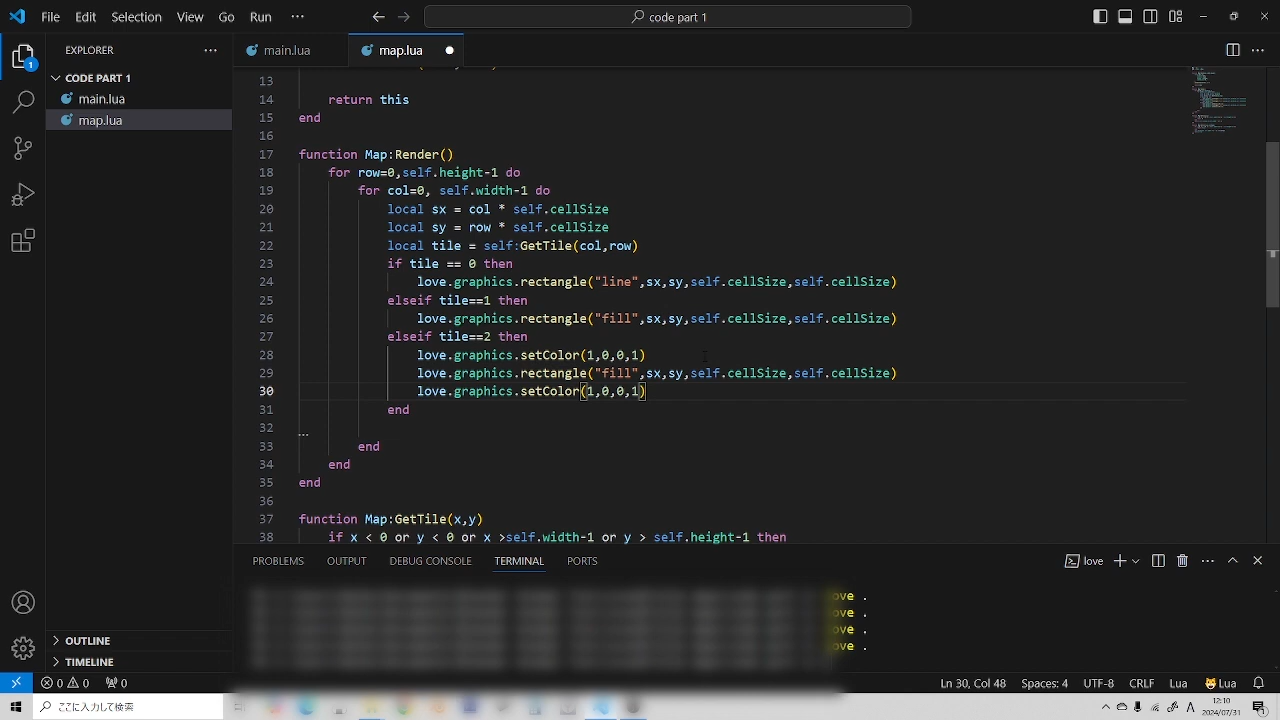 File Edit Selection View Go Run ··· code part 1
EXPLORER ···
CODE PART 1
main.lua
map.lua
1
OUTLINE
TIMELINE
main.lua map.lua ···
13
14 return this
15 end
16
17 function Map:Render()
18 for row=0,self.height-1 do
19 for col=0, self.width-1 do
20 local sx = col * self.cellSize
21 local sy = row * self.cellSize
22 local tile = self:GetTile(col,row)
23 if tile == 0 then
24 love.graphics.rectangle("line",sx,sy,self.cellSize,self.cellSize)
25 elseif tile==1 then
26 love.graphics.rectangle("fill",sx,sy,self.cellSize,self.cellSize)
27 elseif tile==2 then
28 love.graphics.setColor(1,0,0,1)
29 love.graphics.rectangle("fill",sx,sy,self.cellSize,self.cellSize)
30 love.graphics.setColor(1,0,0,1)
31 end
32
33 end
34 end
35 end
36
37 function Map:GetTile(x,y)
38 if x < 0 or y < 0 or x >self.width-1 or y > self.height-1 then
PROBLEMS OUTPUT DEBUG CONSOLE TERMINAL PORTS love ···
ove .
ove .
ove .
ove .
0 0 0 Ln 30, Col 48 Spaces: 4 UTF-8 CRLF Lua Lua
ここに入力して検索 A 12:10
2024/07/31